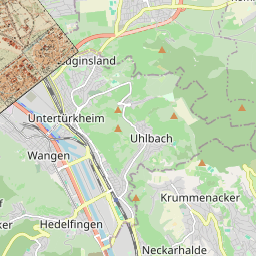 Luginsland
Untertürkheim
Uhlbach
Wangen
Krummenacker
Hedelfingen
Neckarhalde